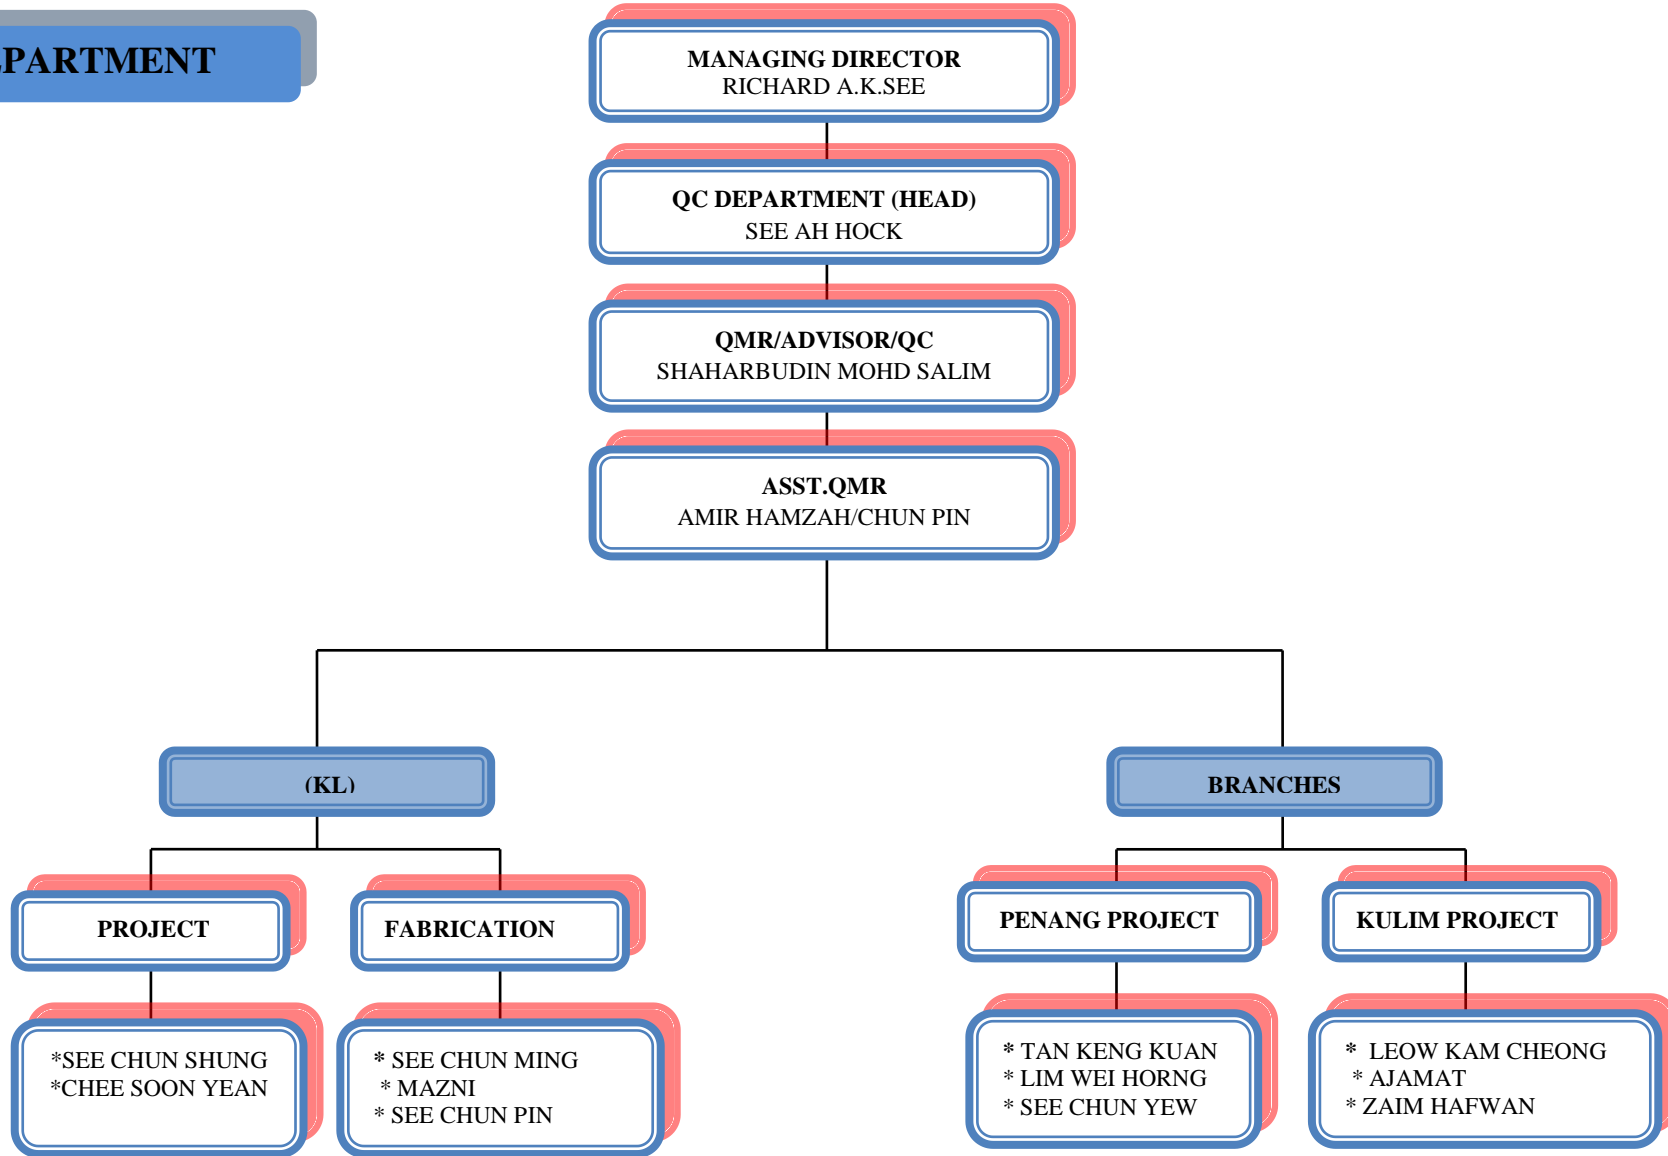 DEPARTMENT
MANAGING DIRECTOR
RICHARD A.K.SEE
QC DEPARTMENT (HEAD)
SEE AH HOCK
QMR/ADVISOR/QC
SHAHARBUDIN MOHD SALIM
ASST.QMR
AMIR HAMZAH/CHUN PIN
(KL)
BRANCHES
PROJECT
FABRICATION
PENANG PROJECT
KULIM PROJECT
*SEE CHUN SHUNG
*CHEE SOON YEAN
* SEE CHUN MING
* MAZNI
* SEE CHUN PIN
* TAN KENG KUAN
* LIM WEI HORNG
* SEE CHUN YEW
* LEOW KAM CHEONG
* AJAMAT
* ZAIM HAFWAN